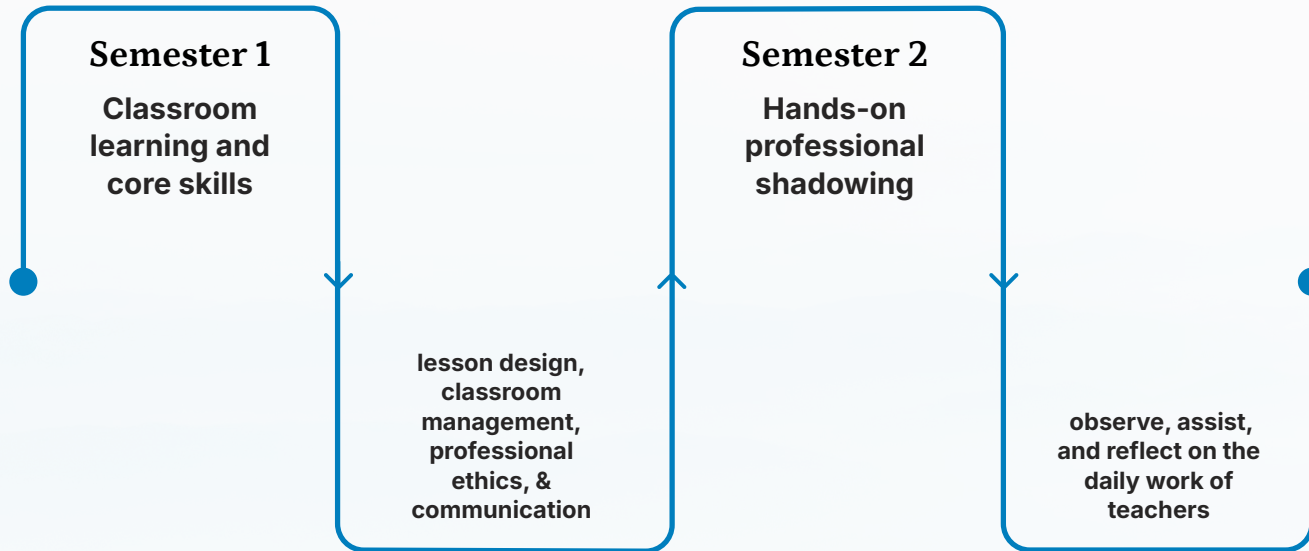 Semester 1
Classroom
learning and
core skills
lesson design,
classroom
management,
professional
ethics, &
communication
Semester 2
Hands-on
professional
shadowing
observe, assist,
and reflect on the
daily work of
teachers